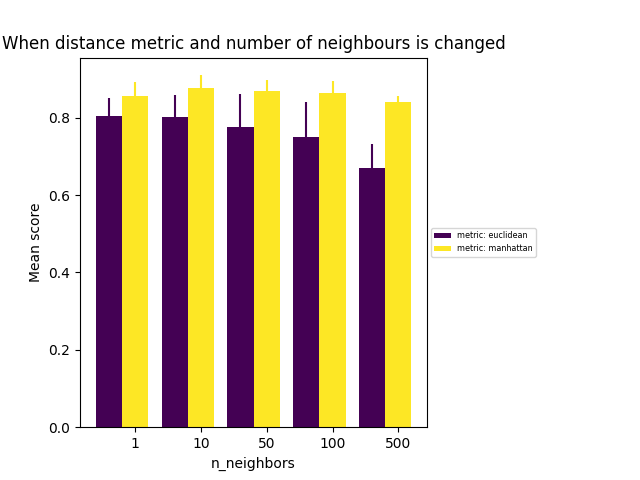 When distance metric and number of neighbours is changed
0.8
0.6
0.4
0.2
0.0
Mean score
1 10 50 100 500
n_neighbors
metric: euclidean
metric: manhattan